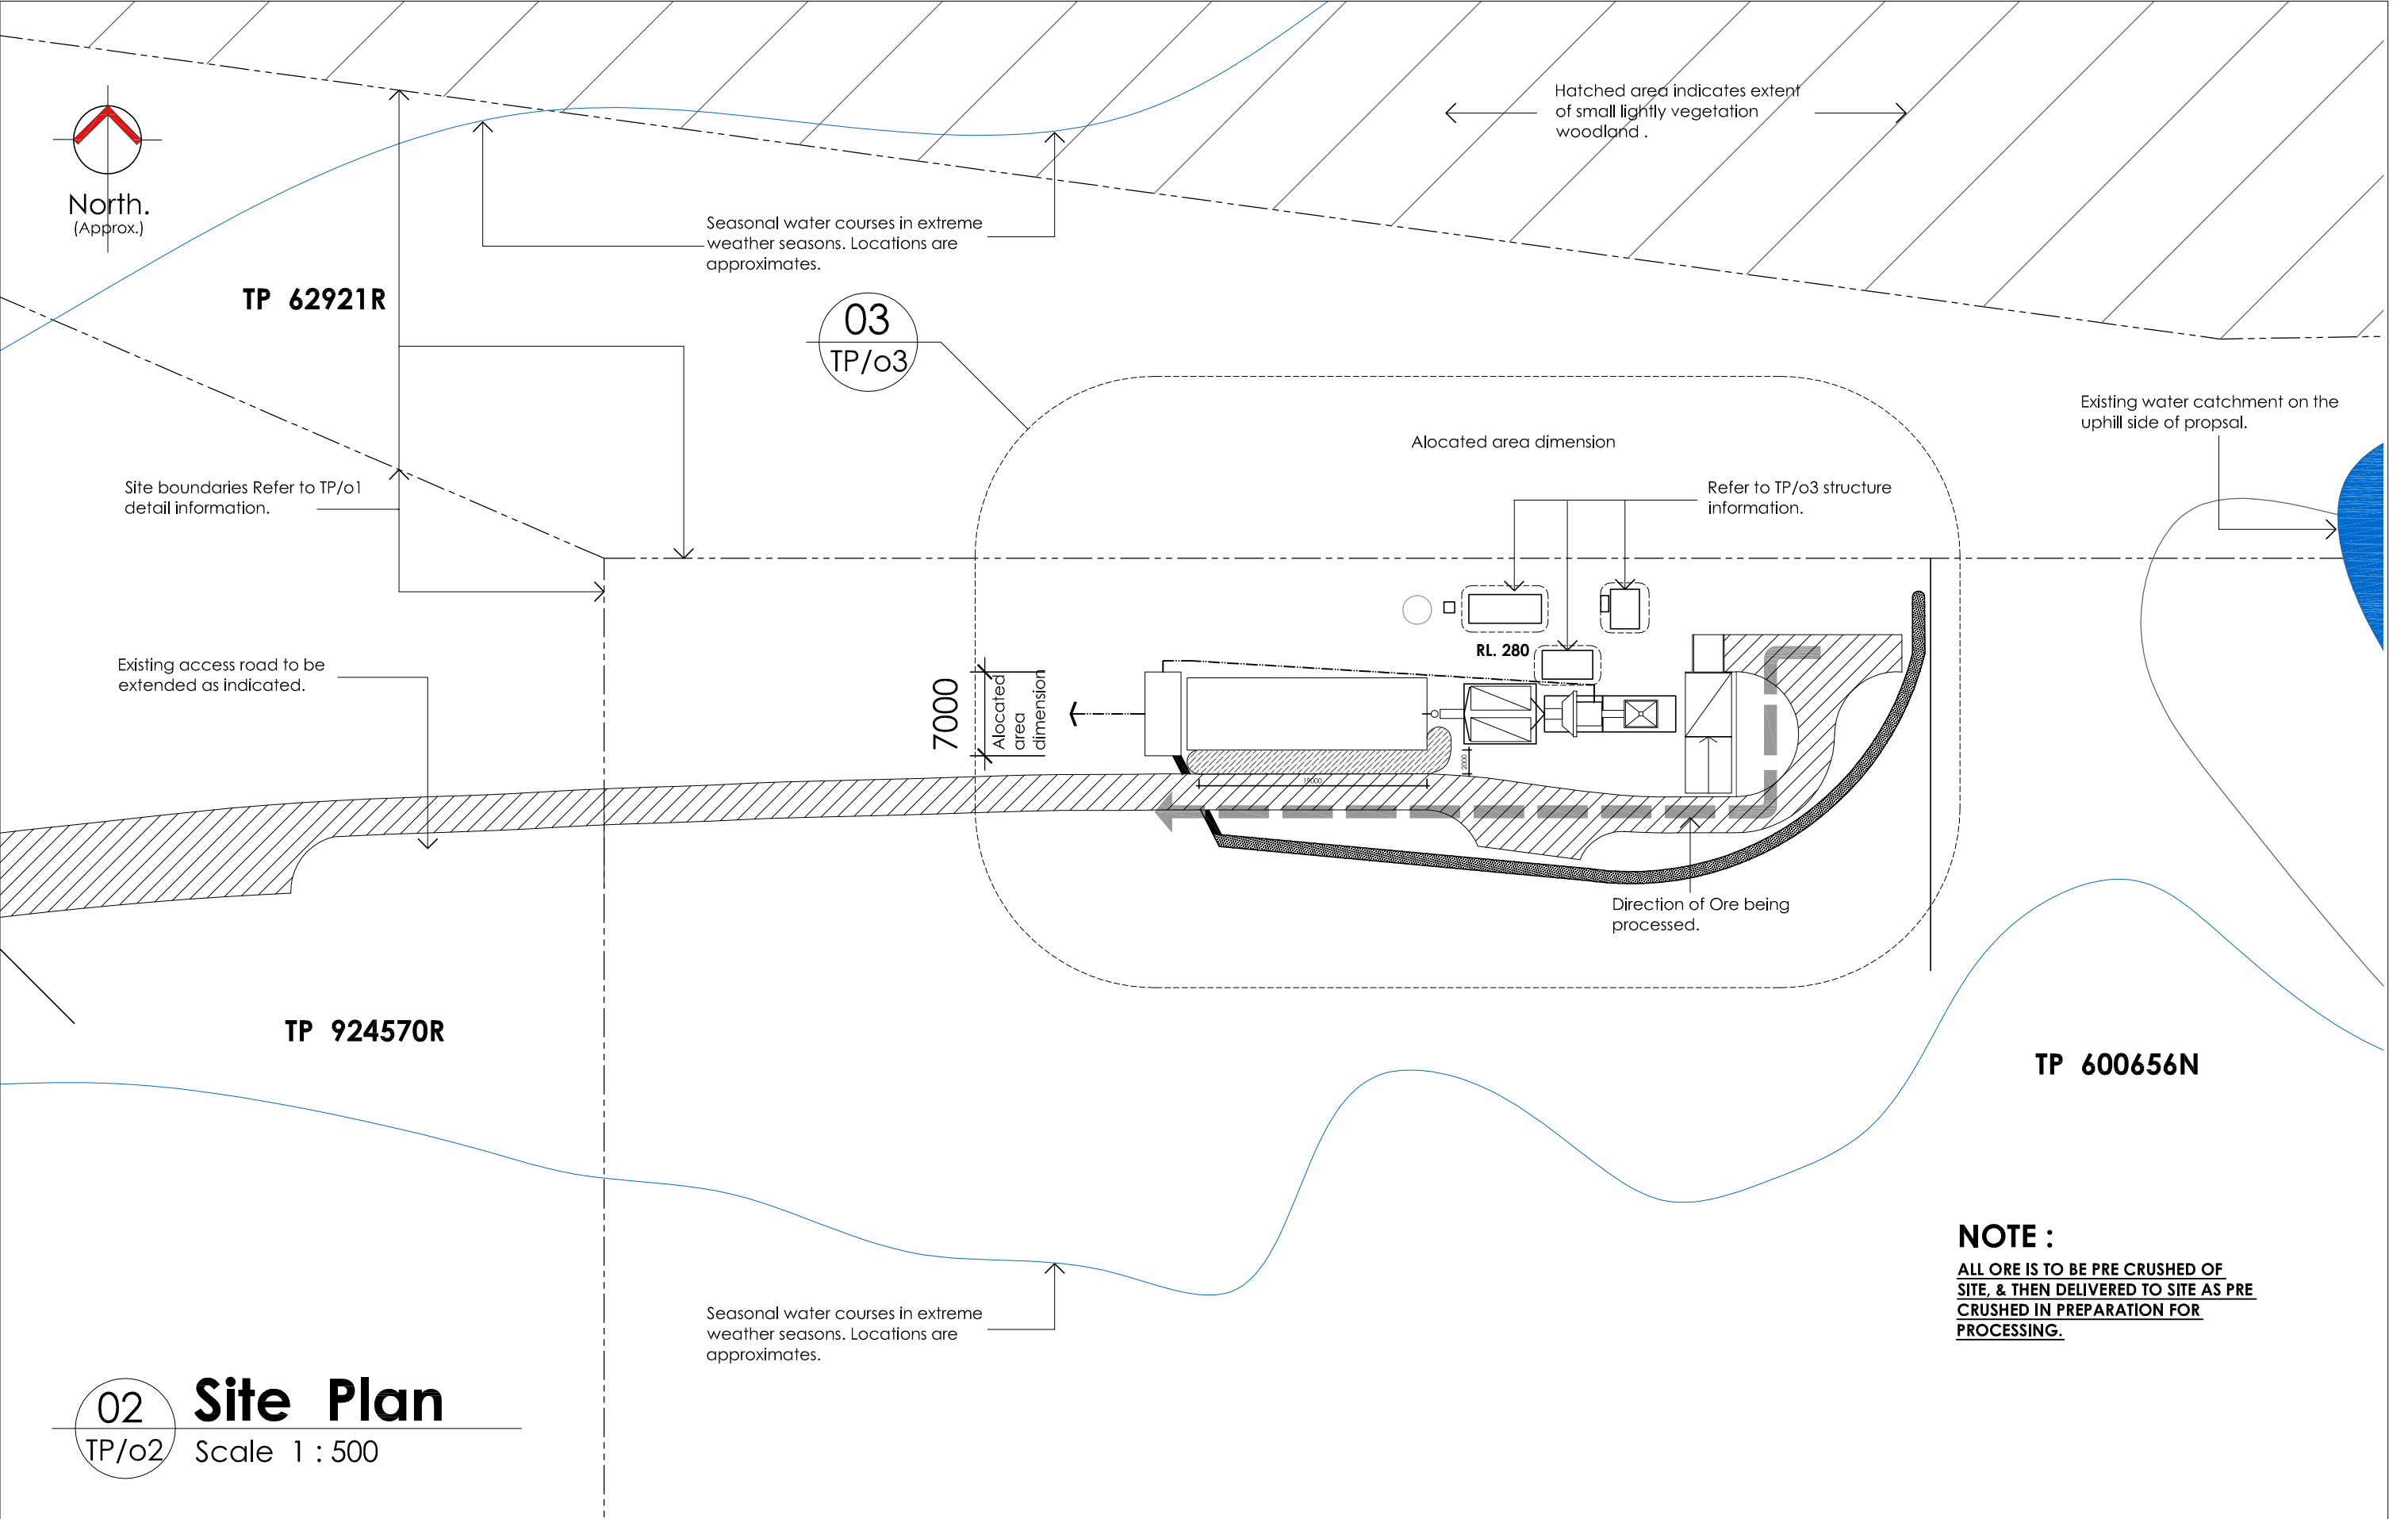 Hatched area indicates extent
of small lightly vegetation
woodland .
North.
(Approx.)
Seasonal water courses in extreme
weather seasons. Locations are
approximates.
TP 62921R
03
TP/o3
Existing water catchment on the
uphill side of propsal.
Alocated area dimension
Site boundaries Refer to TP/o1
detail information.
Refer to TP/o3 structure
information.
RL. 280
Existing access road to be
extended as indicated.
7000
Alocated
area
dimension
2000
19000
Direction of Ore being
processed.
TP 924570R
TP 600656N
NOTE :
ALL ORE IS TO BE PRE CRUSHED OF
SITE, & THEN DELIVERED TO SITE AS PRE
CRUSHED IN PREPARATION FOR
PROCESSING.
Seasonal water courses in extreme
weather seasons. Locations are
approximates.
02
TP/o2
Site Plan
Scale 1 : 500